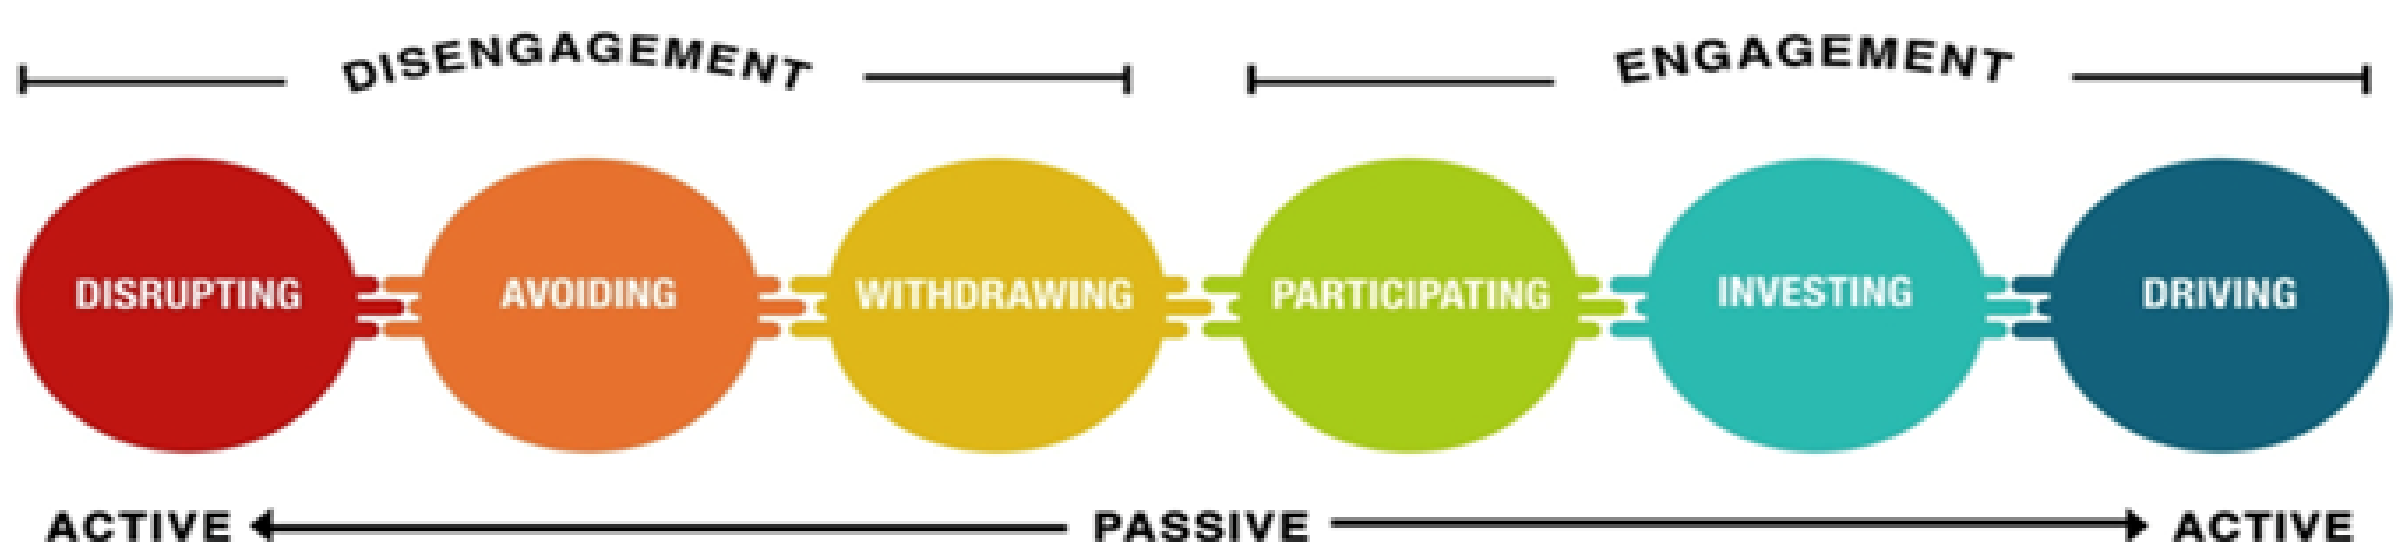 DISENGAGEMENT ENGAGEMENT
DISRUPTING AVOIDING WITHDRAWING PARTICIPATING INVESTING DRIVING
ACTIVE PASSIVE ACTIVE